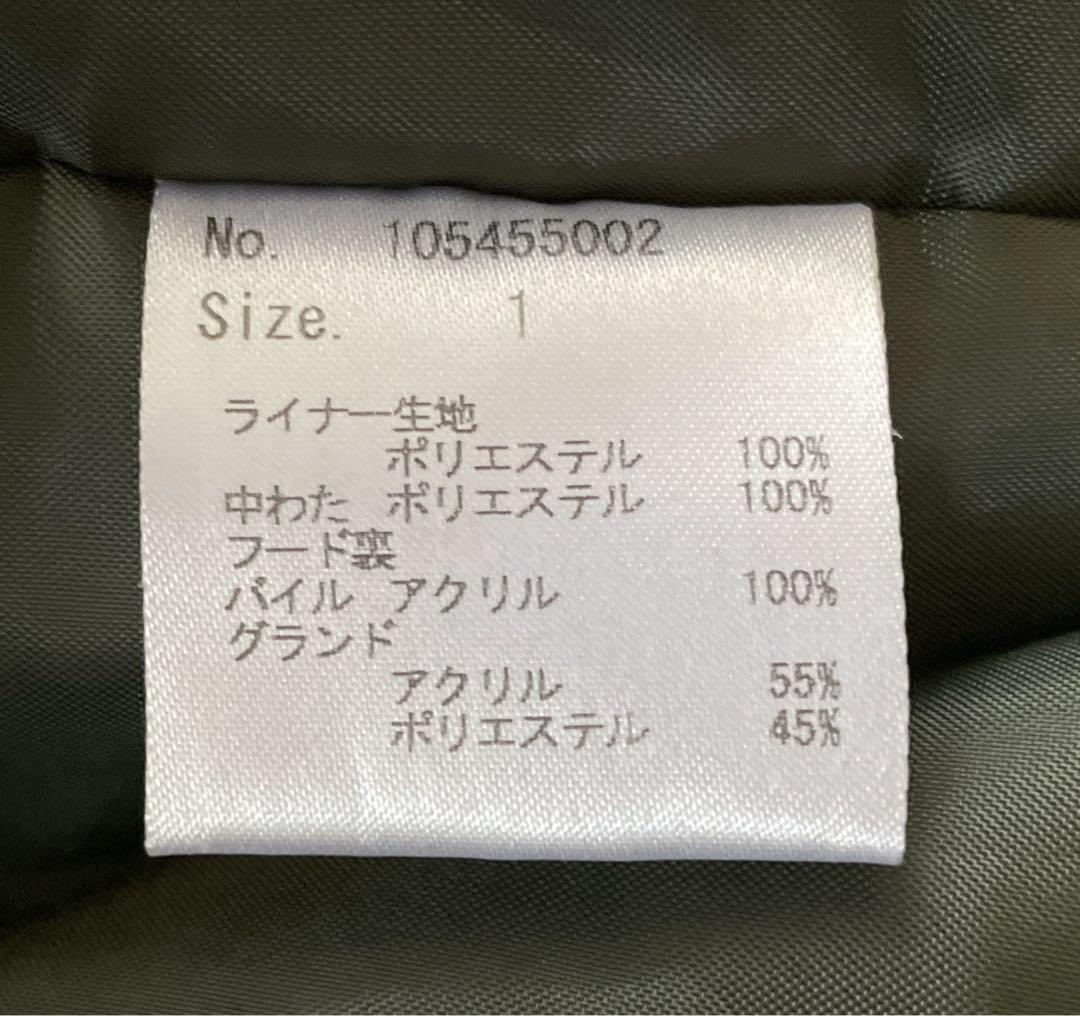 No. 105455002
Size. 1
ライナー生地
ポリエステル 100%
中わた ポリエステル 100%
フード裏
パイル アクリル 100%
グランド
アクリル 55%
ポリエステル 45%